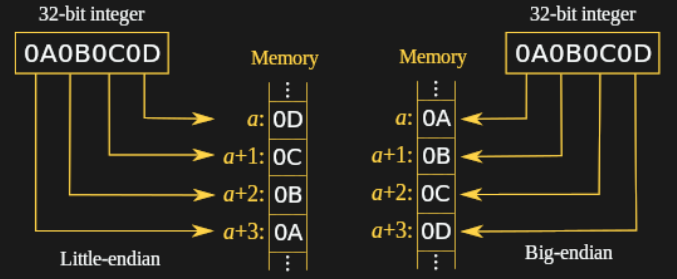 32-bit integer
0A0B0C0D
Memory
⋮
a: 0D
a+1: 0C
a+2: 0B
a+3: 0A
⋮
Little-endian
32-bit integer
0A0B0C0D
Memory
⋮
a: 0A
a+1: 0B
a+2: 0C
a+3: 0D
⋮
Big-endian